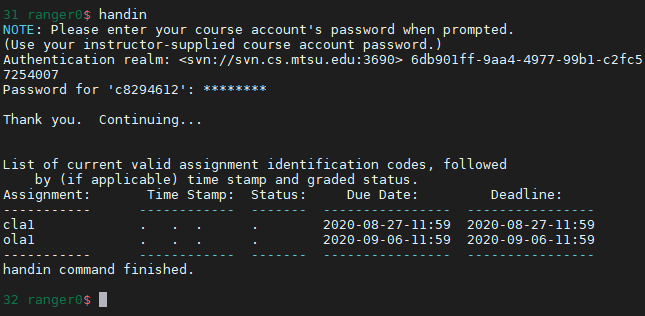 31 ranger0$ handin
NOTE: Please enter your course account's password when prompted.
(Use your instructor-supplied course account password.)
Authentication realm: <svn://svn.cs.mtsu.edu:3690> 6db901ff-9aa4-4977-99b1-c2fc5
7254007
Password for 'c8294612': ********
Thank you.  Continuing...
List of current valid assignment identification codes, followed
    by (if applicable) time stamp and graded status.
Assignment:       Time Stamp:  Status:     Due Date:         Deadline:
-----------      ------------  -------  ----------------  ----------------
cla1             .   .  .      .        2020-08-27-11:59  2020-08-27-11:59
ola1             .   .  .      .        2020-09-06-11:59  2020-09-06-11:59
-----------      ------------  -------  ----------------  ----------------
handin command finished.
32 ranger0$